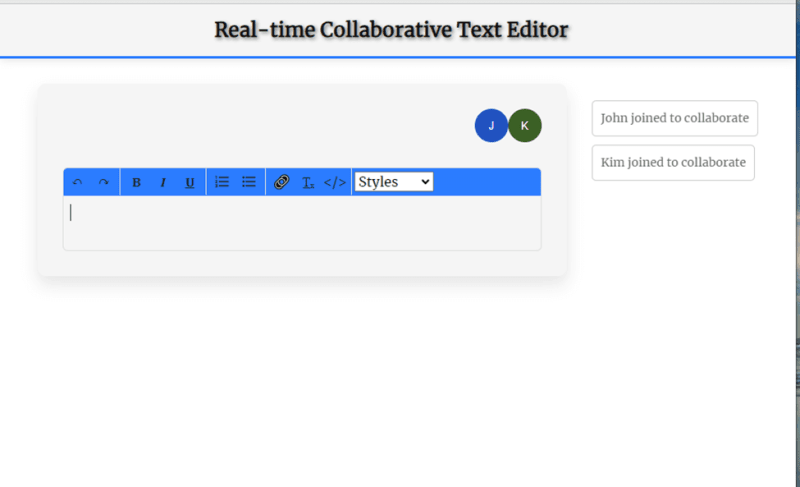 Real-time Collaborative Text Editor
J K
John joined to collaborate
Kim joined to collaborate
B I U </> Styles